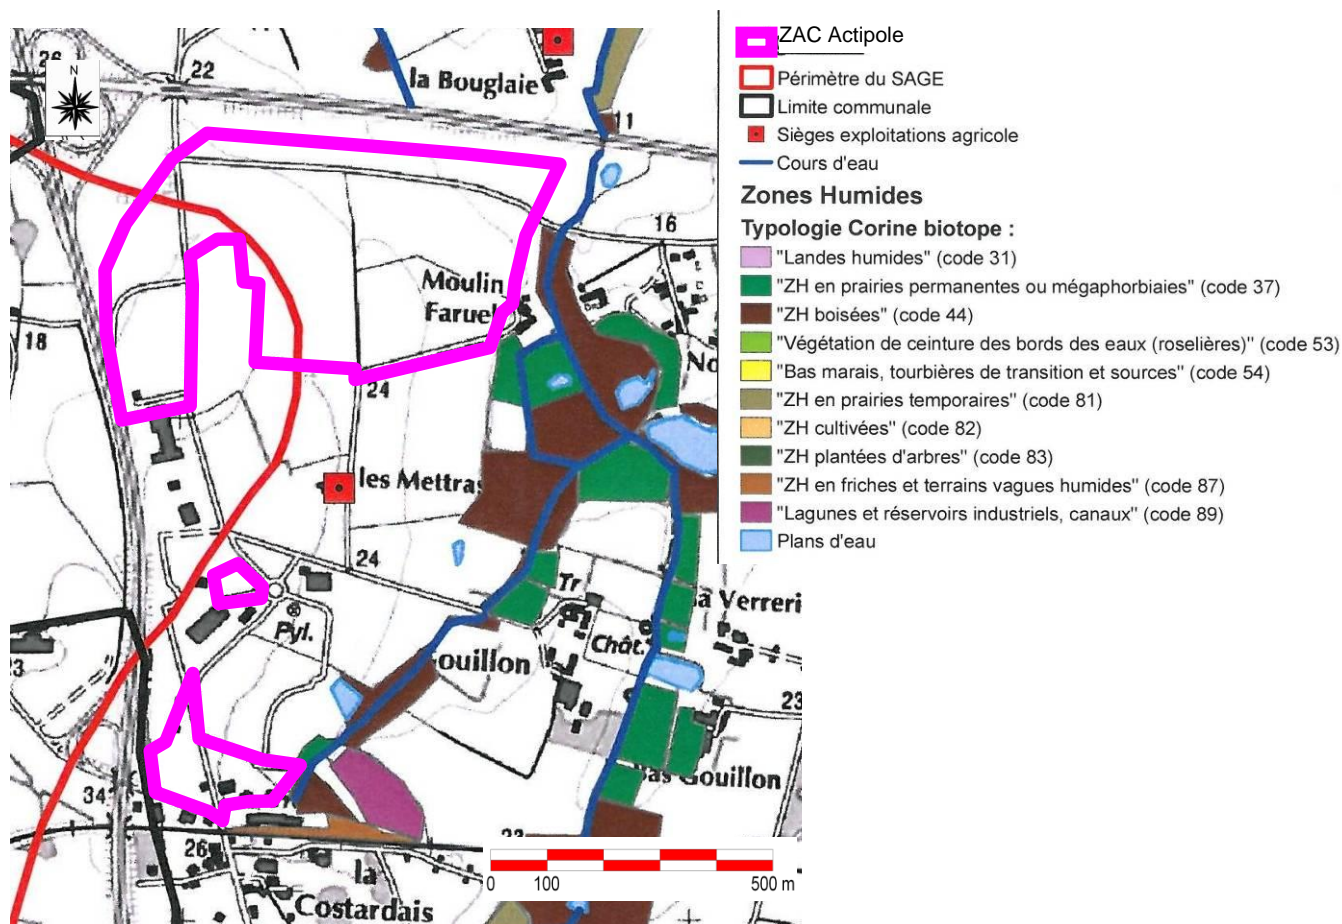 ZAC Actipole
Périmètre du SAGE
Limite communale
Sièges exploitations agricole
Cours d'eau
Zones Humides
Typologie Corine biotope :
"Landes humides" (code 31)
"ZH en prairies permanentes ou mégaphorbiaies" (code 37)
"ZH boisées" (code 44)
"Végétation de ceinture des bords des eaux (roselières)" (code 53)
"Bas marais, tourbières de transition et sources" (code 54)
"ZH en prairies temporaires" (code 81)
"ZH cultivées" (code 82)
"ZH plantées d'arbres" (code 83)
"ZH en friches et terrains vagues humides" (code 87)
"Lagunes et réservoirs industriels, canaux" (code 89)
Plans d'eau
N
22
la Bouglaie
11
16
Moulin
Faruel
18
No
24
les Mettras
24
Tr
Pyl.
Chât.
a Verreri
ouillon
3
23
Bas Gouillon
34
26
la
Costardais
0 100 500 m